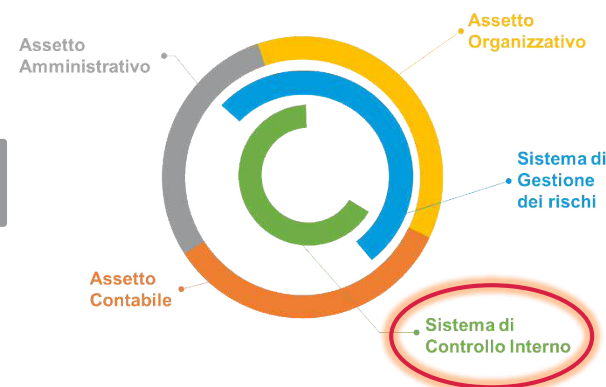 Assetto
Organizzativo
Assetto
Amministrativo
Sistema di
Gestione
dei rischi
Assetto
Contabile
Sistema di
Controllo Interno